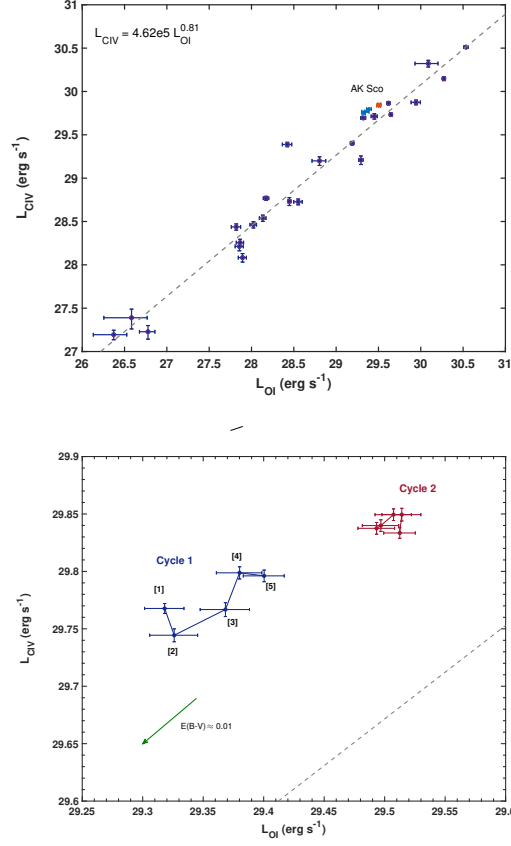 L_CIV = 4.62e5 L_OI^0.81
AK Sco
31
30.5
30
29.5
29
28.5
28
27.5
27
L_CIV (erg s^-1)
26 26.5 27 27.5 28 28.5 29 29.5 30 30.5 31
L_OI (erg s^-1)
29.9
29.85
29.8
29.75
29.7
29.65
29.6
L_CIV (erg s^-1)
Cycle 2
Cycle 1
[4]
[5]
[1]
[3]
[2]
E(B-V) ≈ 0.01
29.25 29.3 29.35 29.4 29.45 29.5 29.55 29.6
L_OI (erg s^-1)